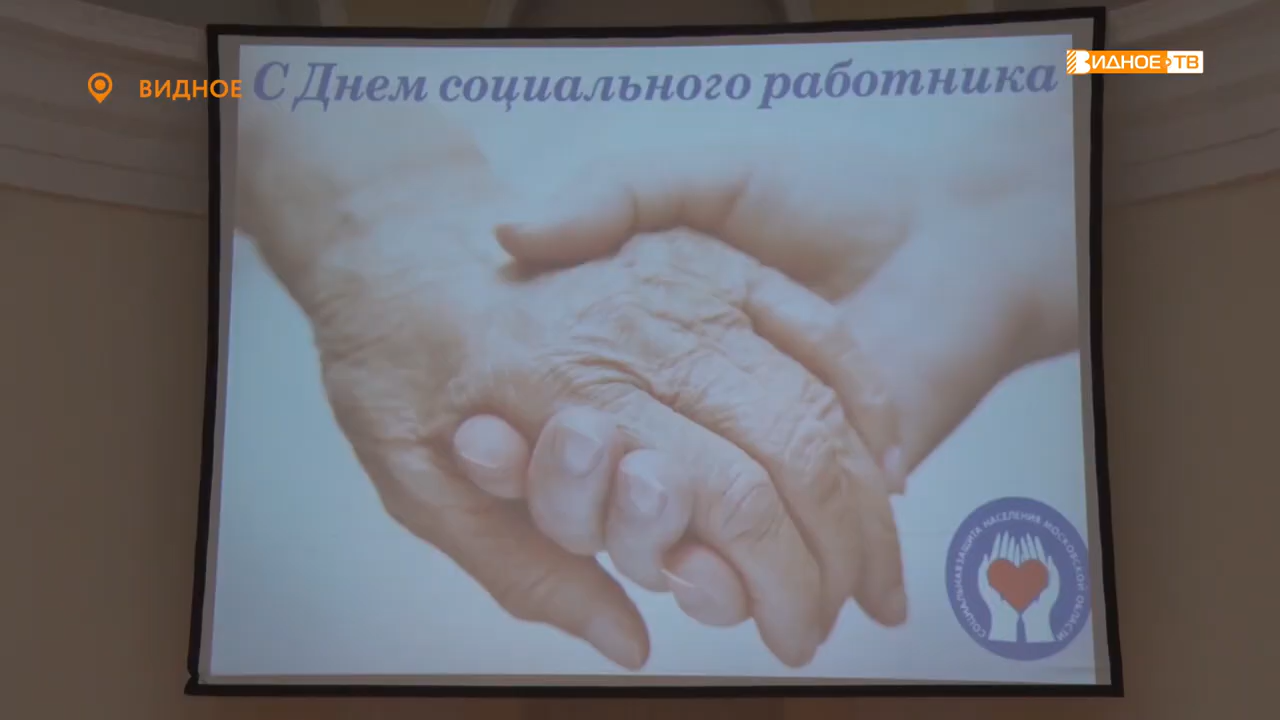 ВИДНОЕ
С Днем социального работника
ВИДНОЕ ТВ
СОЦИАЛЬНАЯ ЗАЩИТА НАСЕЛЕНИЯ МОСКОВСКОЙ ОБЛАСТИ